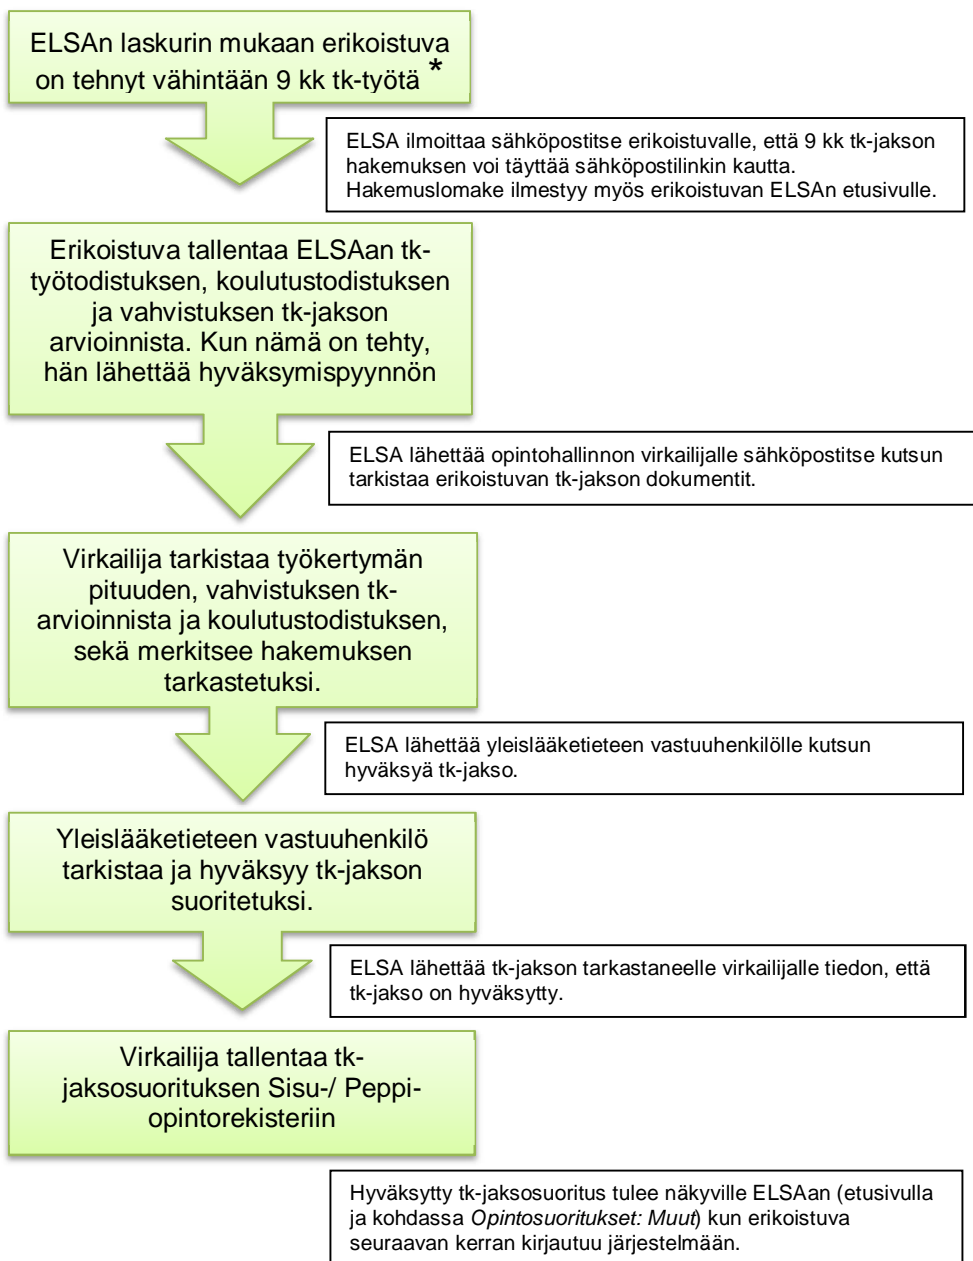 ELSAn laskurin mukaan erikoistuva
on tehnyt vähintään 9 kk tk-työtä *
ELSA ilmoittaa sähköpostitse erikoistuvalle, että 9 kk tk-jakson
hakemuksen voi täyttää sähköpostilinkin kautta.
Hakemuslomake ilmestyy myös erikoistuvan ELSAn etusivulle.
Erikoistuva tallentaa ELSAan tk-
työtodistuksen, koulutustodistuksen
ja vahvistuksen tk-jakson
arvioinnista. Kun nämä on tehty,
hän lähettää hyväksymispyynnön
ELSA lähettää opintohallinnon virkailijalle sähköpostitse kutsun
tarkistaa erikoistuvan tk-jakson dokumentit.
Virkailija tarkistaa työkertymän
pituuden, vahvistuksen tk-
arvioinnista ja koulutustodistuksen,
sekä merkitsee hakemuksen
tarkastetuksi.
ELSA lähettää yleislääketieteen vastuuhenkilölle kutsun
hyväksyä tk-jakso.
Yleislääketieteen vastuuhenkilö
tarkistaa ja hyväksyy tk-jakson
suoritetuksi.
ELSA lähettää tk-jakson tarkastaneelle virkailijalle tiedon, että
tk-jakso on hyväksytty.
Virkailija tallentaa tk-
jaksosuorituksen Sisu-/ Peppi-
opintorekisteriin
Hyväksytty tk-jaksosuoritus tulee näkyville ELSAan (etusivulla
ja kohdassa Opintosuoritukset: Muut) kun erikoistuva
seuraavan kerran kirjautuu järjestelmään.